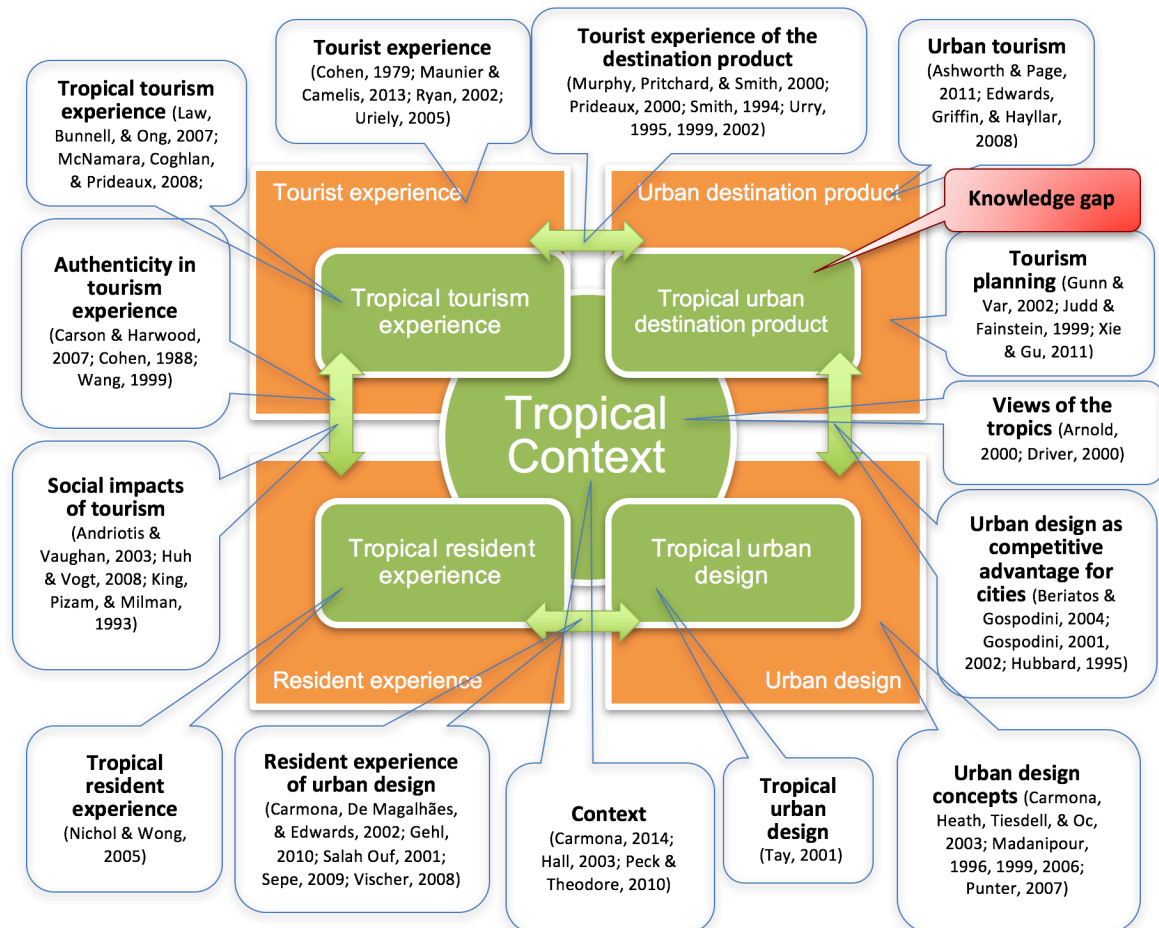 Tourist experience
(Cohen, 1979; Maunier &
Camelis, 2013; Ryan, 2002;
Uriely, 2005)
Tourist experience of the
destination product
(Murphy, Pritchard, & Smith, 2000;
Prideaux, 2000; Smith, 1994; Urry,
1995, 1999, 2002)
Urban tourism
(Ashworth & Page,
2011; Edwards,
Griffin, & Hayllar,
2008)
Tropical tourism
experience (Law,
Bunnell, & Ong, 2007;
McNamara, Coghlan,
& Prideaux, 2008;
Tourist experience
Urban destination product
Knowledge gap
Authenticity in
tourism
experience
(Carson & Harwood,
2007; Cohen, 1988;
Wang, 1999)
Tropical tourism
experience
Tropical urban
destination product
Tourism
planning (Gunn &
Var, 2002; Judd &
Fainstein, 1999; Xie
& Gu, 2011)
Tropical
Context
Views of the
tropics (Arnold,
2000; Driver, 2000)
Social impacts
of tourism
(Andriotis &
Vaughan, 2003; Huh
& Vogt, 2008; King,
Pizam, & Milman,
1993)
Tropical resident
experience
Tropical urban
design
Urban design as
competitive
advantage for
cities (Beriatos &
Gospodini, 2004;
Gospodini, 2001,
2002; Hubbard, 1995)
Resident experience
Urban design
Tropical
resident
experience
(Nichol & Wong,
2005)
Resident experience
of urban design
(Carmona, De Magalhães,
& Edwards, 2002; Gehl,
2010; Salah Ouf, 2001;
Sepe, 2009; Vischer, 2008)
Context
(Carmona, 2014;
Hall, 2003; Peck &
Theodore, 2010)
Tropical
urban
design
(Tay, 2001)
Urban design
concepts (Carmona,
Heath, Tiesdell, & Oc,
2003; Madanipour,
1996, 1999, 2006;
Punter, 2007)